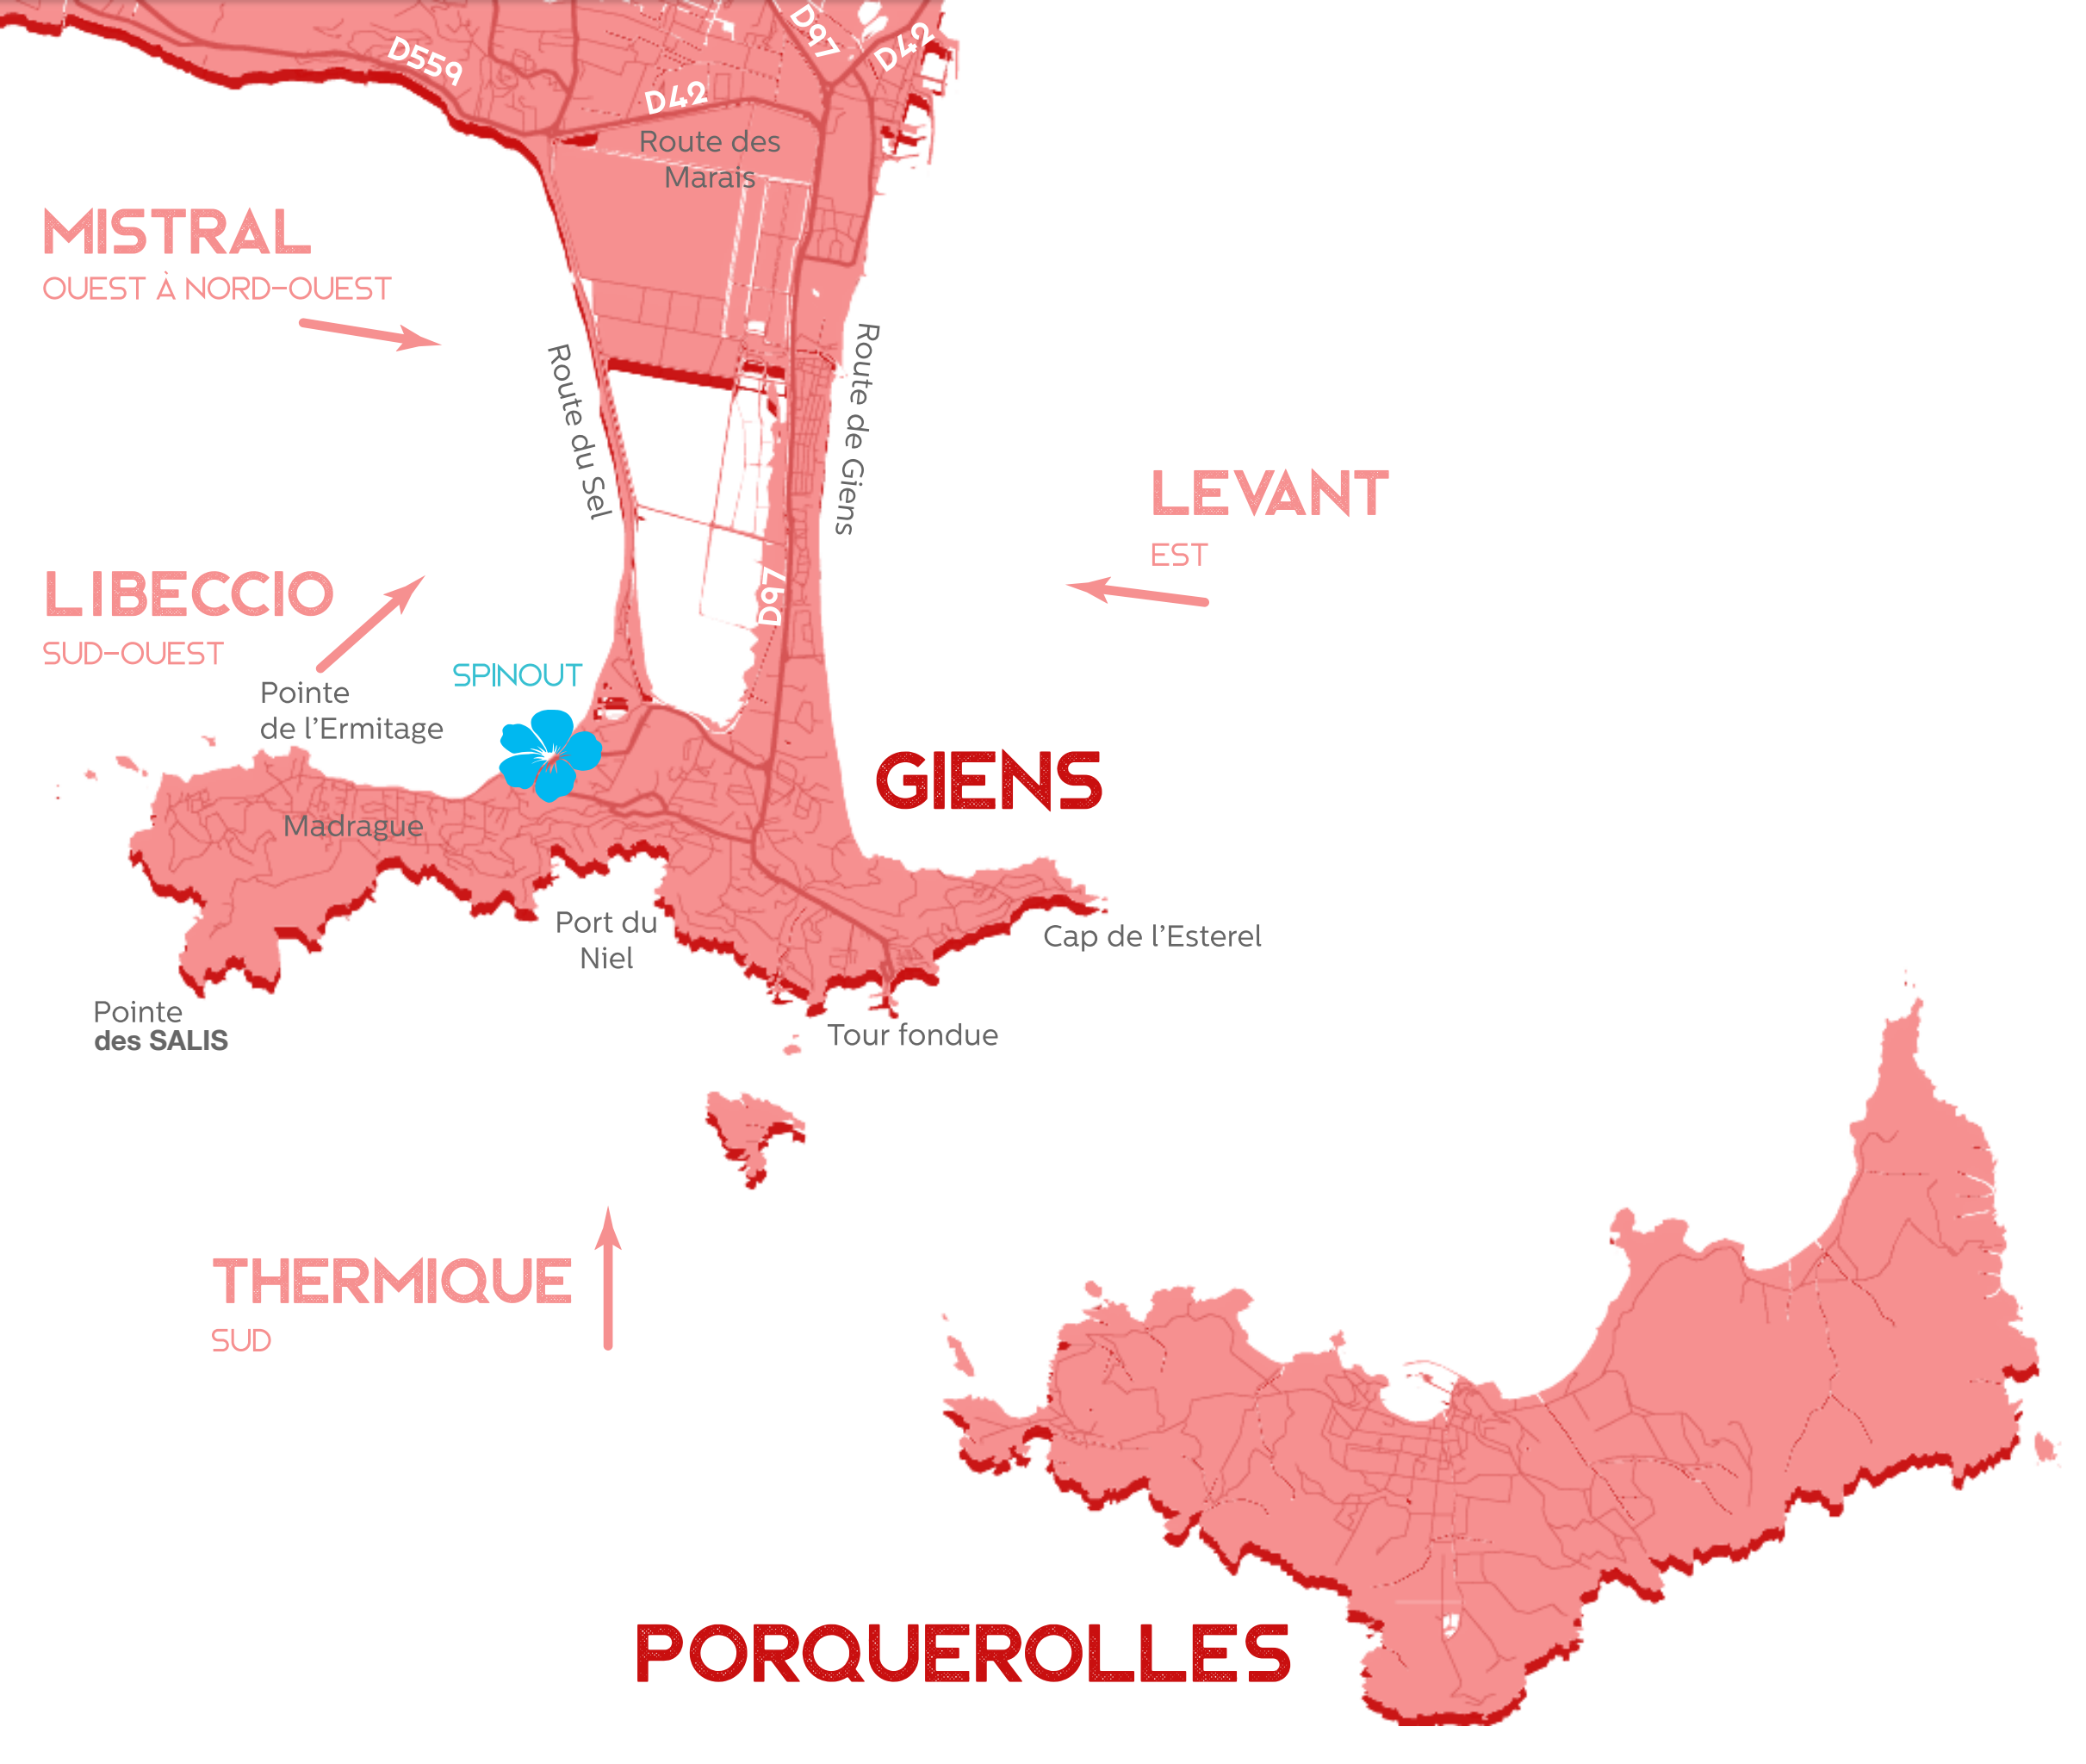 D97
D42
D559
D42
Route des
Marais
MISTRAL
OUEST À NORD-OUEST
Route du Sel
Route de Giens
LEVANT
EST
LIBECCIO
SUD-OUEST
D97
SPINOUT
Pointe
de l'Ermitage
GIENS
Madrague
Port du
Niel
Cap de l'Esterel
Pointe
des SALIS
Tour fondue
THERMIQUE
SUD
PORQUEROLLES